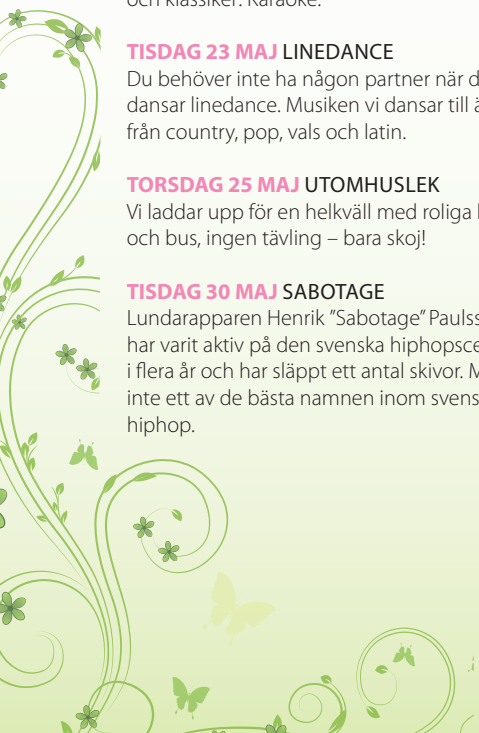 och klassiker. Karaoke.
TISDAG 23 MAJ LINEDANCE
Du behöver inte ha någon partner när
dansar linedance. Musiken vi dansar till
från country, pop, vals och latin.
TORSDAG 25 MAJ UTOMHUSLEK
Vi laddar upp för en helkväll med roliga
och bus, ingen tävling – bara skoj!
TISDAG 30 MAJ SABOTAGE
Lundarapparen Henrik ”Sabotage” Paulss
har varit aktiv på den svenska hiphopsce
i flera år och har släppt ett antal skivor.
inte ett av de bästa namnen inom svens
hiphop.